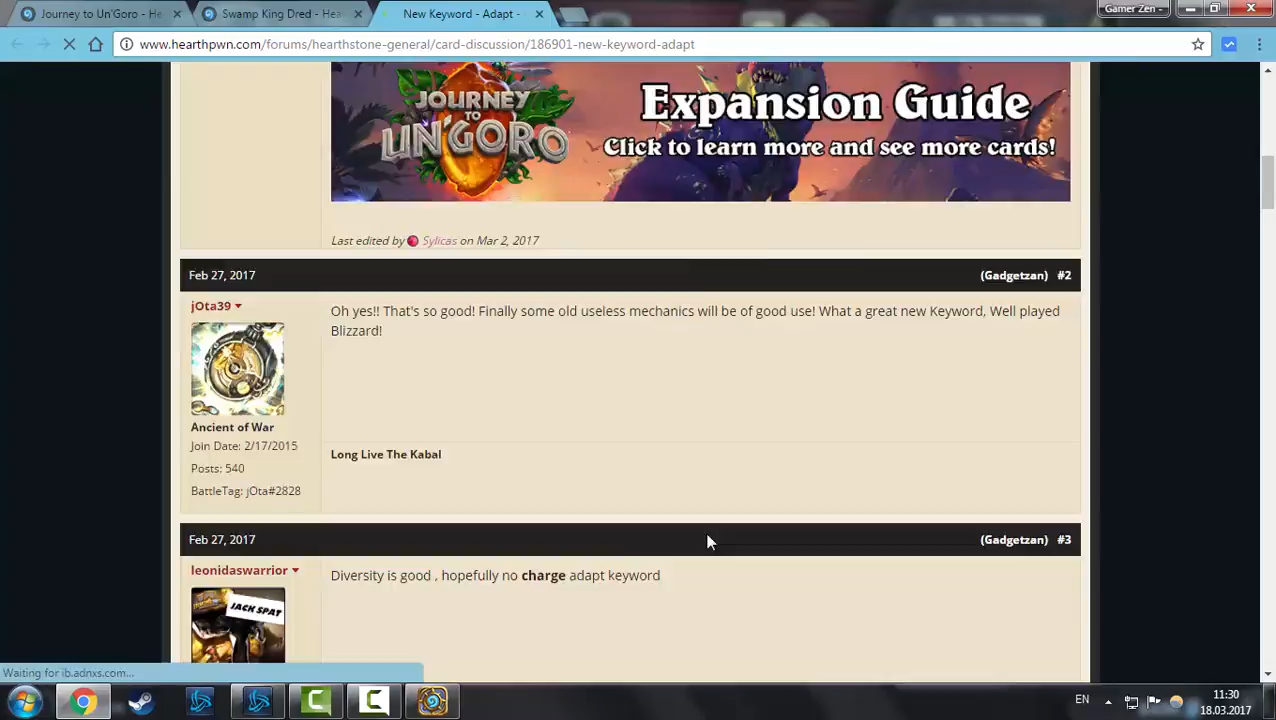 Journey to Un'Goro - He
Swamp King Dred - Hea
New Keyword - Adapt -
Gamer Zen -
www.hearthpwn.com/forums/hearthstone-general/card-discussion/186901-new-keyword-adapt
JOURNEY
TO
UN'GORO
Expansion Guide
Click to learn more and see more cards!
Last edited by Sylicas on Mar 2, 2017
Feb 27, 2017
(Gadgetzan) #2
jOta39
Oh yes!! That's so good! Finally some old useless mechanics will be of good use! What a great new Keyword, Well played
Blizzard!
Ancient of War
Join Date: 2/17/2015
Posts: 540
BattleTag: jOta#2828
Long Live The Kabal
Feb 27, 2017
(Gadgetzan) #3
leonidaswarrior
Diversity is good , hopefully no charge adapt keyword
JACK SPAT
Waiting for ib.adnxs.com...
EN
11:30
18.03.2017